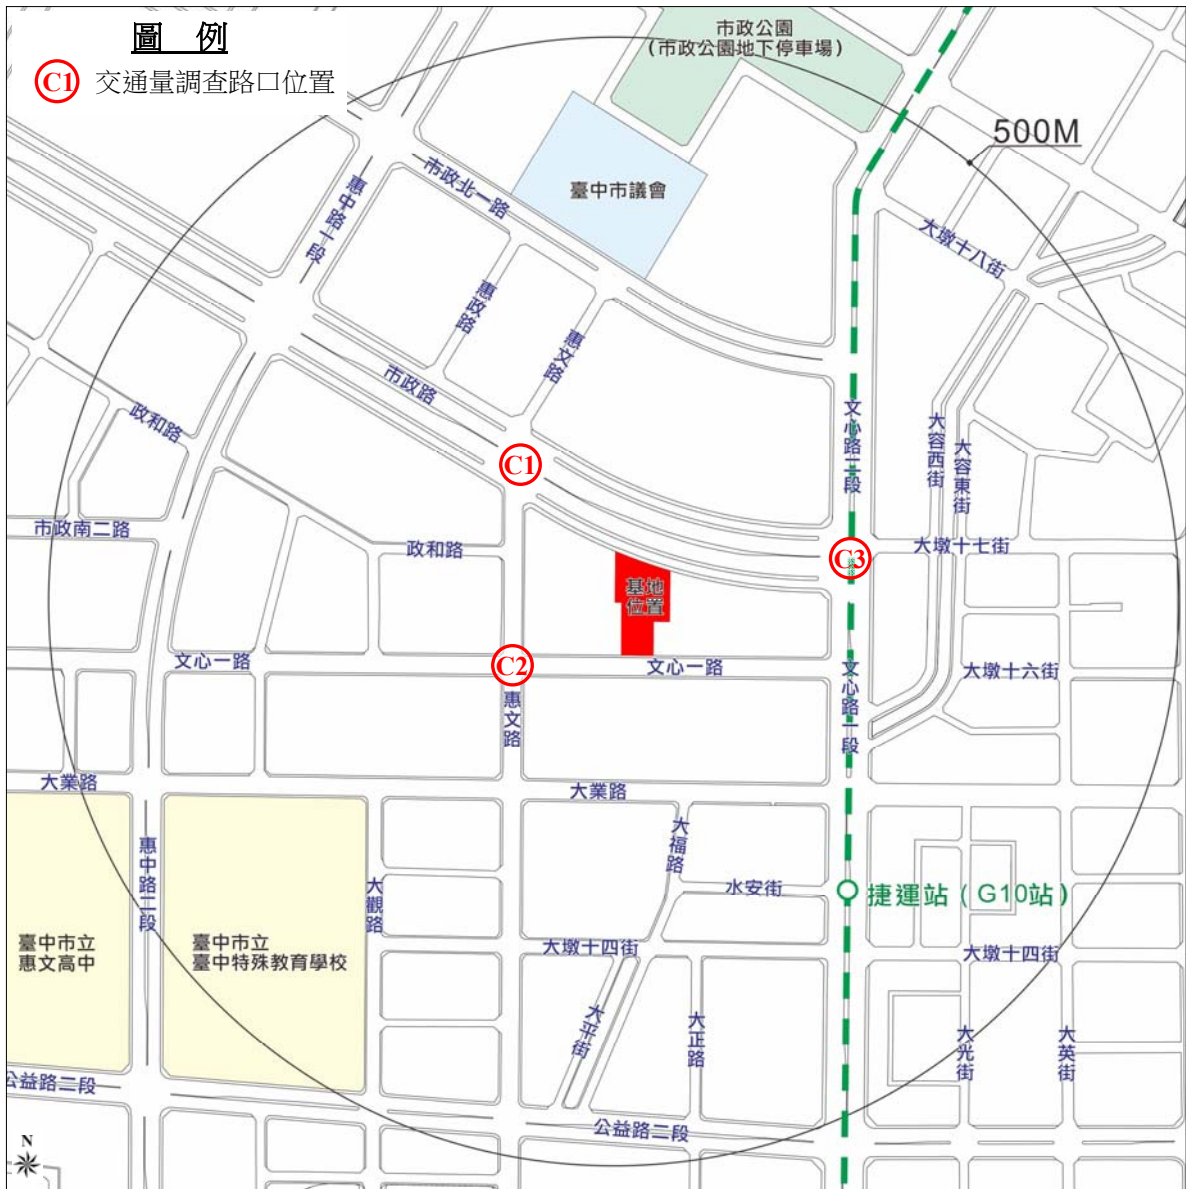 圖 例
C1 交通量調查路口位置
市政公園
(市政公園地下停車場)
500M
臺中市議會
市政北一路
惠中路一段
大墩十八街
惠政路
惠文路
市政路
政和路
文心路二段
大容西街
大容東街
C1
市政南二路
政和路
大墩十七街
C3
基地
位置
文心一路
C2
文心一路
文心路一段
大墩十六街
惠文路
大業路
大業路
大福路
惠中路二段
大觀路
水安街
捷運站(G10站)
臺中市立
惠文高中
臺中市立
臺中特殊教育學校
大墩十四街
大墩十四街
大平街
大正路
大光街
大英街
公益路二段
公益路二段
N